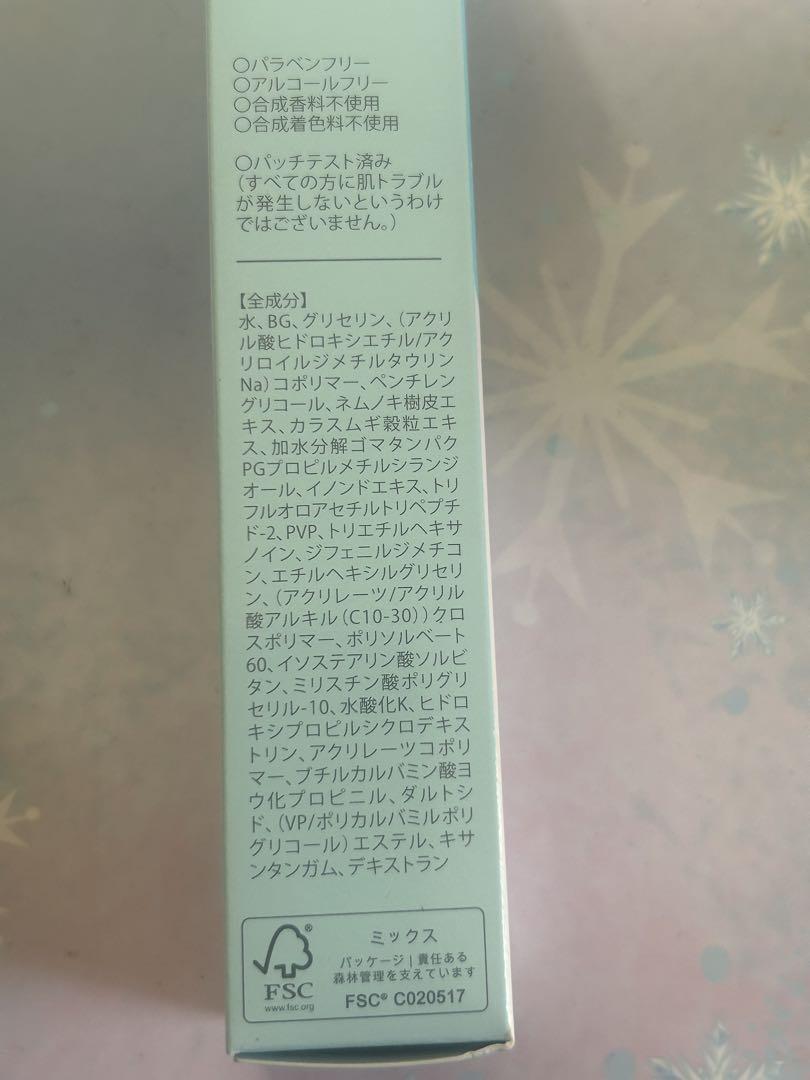 ○パラベンフリー
○アルコールフリー
○合成香料不使用
○合成着色料不使用
○パッチテスト済み
(すべての方に肌トラブル
が発生しないというわけ
ではございません。)
【全成分】
水、BG、グリセリン、(アクリ
ル酸ヒドロキシエチル/アク
リロイルジメチルタウリン
Na)コポリマー、ペンチレン
グリコール、ネムノキ樹皮エ
キス、カラスムギ穀粒エキ
ス、加水分解ゴマタンパク
PGプロピルメチルシランジ
オール、イノンドエキス、トリ
フルオロアセチルトリペプチ
ド-2、PVP、トリエチルヘキサ
ノイン、ジフェニルジメチコ
ン、エチルヘキシルグリセリ
ン、(アクリレーツ/アクリル
酸アルキル(C10-30))クロ
スポリマー、ポリソルベート
60、イソステアリン酸ソルビ
タン、ミリスチン酸ポリグリ
セリル-10、水酸化K、ヒドロ
キシプロピルシクロデキス
トリン、アクリレーツコポリ
マー、ブチルカルバミン酸ヨ
ウ化プロピニル、ダルトシ
ド、(VP/ポリカルバミルポリ
グリコール)エステル、キサ
ンタンガム、デキストラン
ミックス
パッケージ|責任ある
森林管理を支えています
FSC® C020517
®
FSC
www.fsc.org